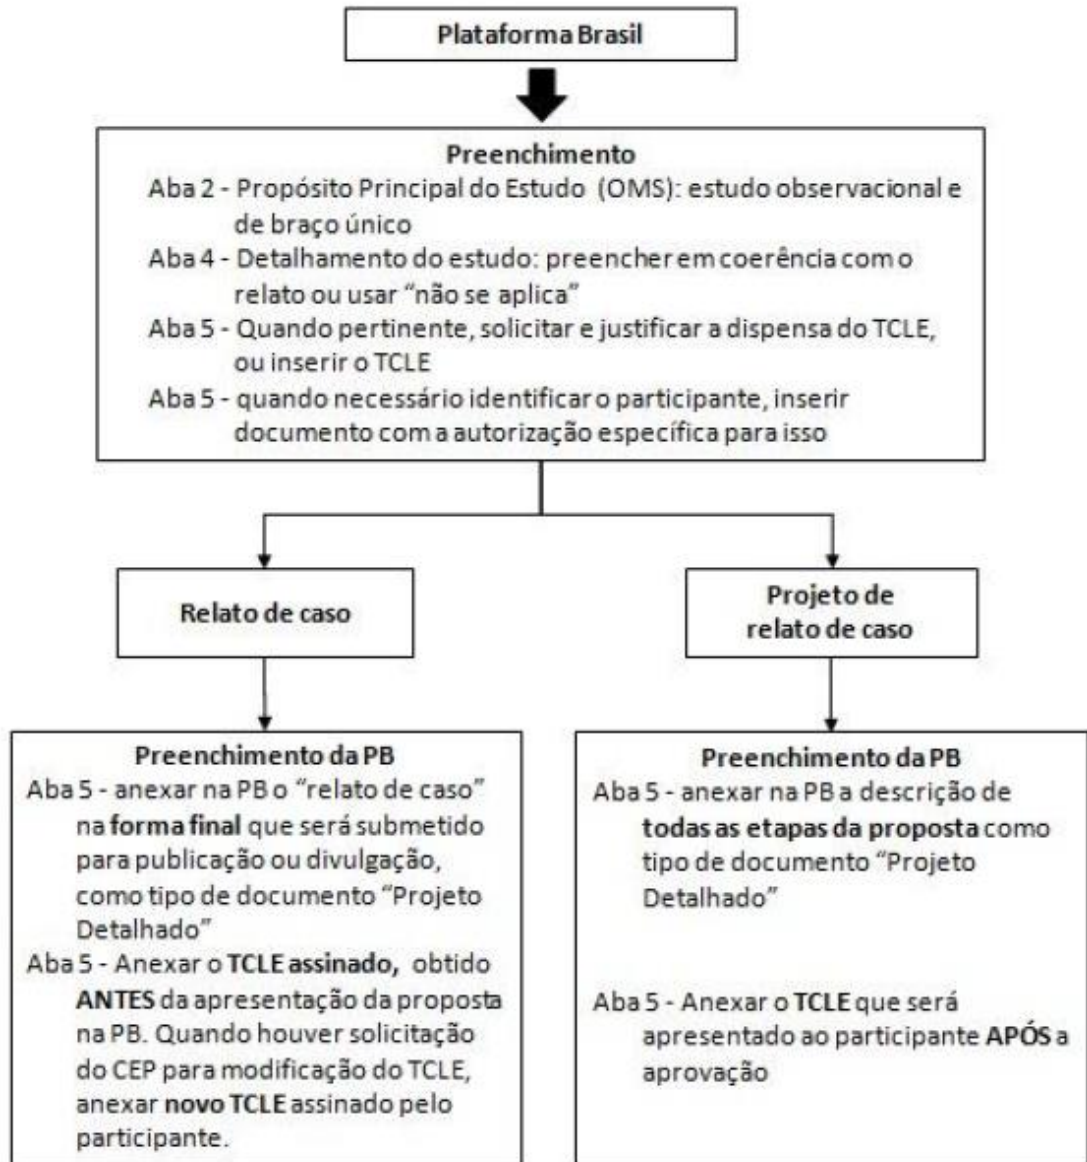 Plataforma Brasil
Preenchimento
Aba 2 - Propósito Principal do Estudo (OMS): estudo observacional e
de braço único
Aba 4 - Detalhamento do estudo: preencher em coerência com o
relato ou usar “não se aplica”
Aba 5 - Quando pertinente, solicitar e justificar a dispensa do TCLE,
ou inserir o TCLE
Aba 5 - quando necessário identificar o participante, inserir
documento com a autorização específica para isso
Relato de caso
Projeto de
relato de caso
Preenchimento da PB
Aba 5 - anexar na PB o “relato de caso”
na forma final que será submetido
para publicação ou divulgação,
como tipo de documento “Projeto
Detalhado”
Aba 5 - Anexar o TCLE assinado, obtido
ANTES da apresentação da proposta
na PB. Quando houver solicitação
do CEP para modificação do TCLE,
anexar novo TCLE assinado pelo
participante.
Preenchimento da PB
Aba 5 - anexar na PB a descrição de
todas as etapas da proposta como
tipo de documento “Projeto
Detalhado”
Aba 5 - Anexar o TCLE que será
apresentado ao participante APÓS a
aprovação